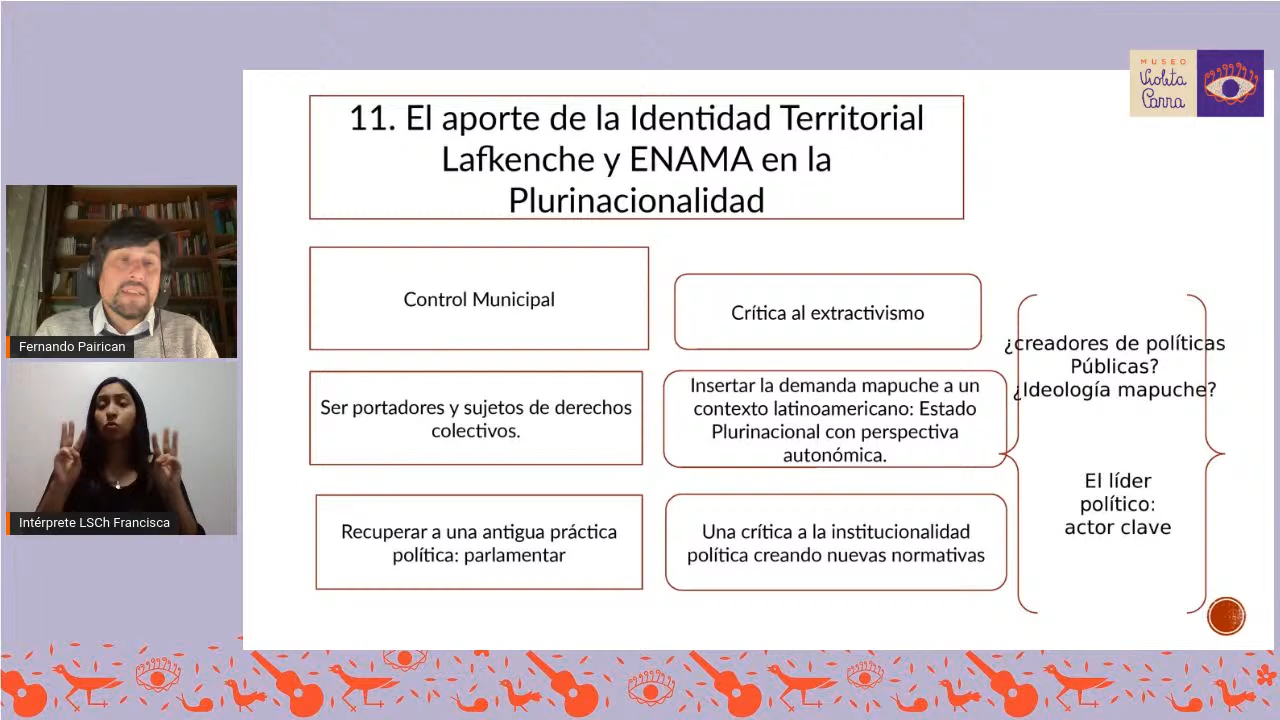 MUSEO
Violeta
Parra
11. El aporte de la Identidad Territorial
Lafkenche y ENAMA en la
Plurinacionalidad
Control Municipal
Crítica al extractivismo
Ser portadores y sujetos de derechos
colectivos.
Insertar la demanda mapuche a un
contexto latinoamericano: Estado
Plurinacional con perspectiva
autonómica.
Recuperar a una antigua práctica
política: parlamentar
Una crítica a la institucionalidad
política creando nuevas normativas
¿creadores de políticas
Públicas?
¿Ideología mapuche?
El líder
político:
actor clave
Fernando Pairican
Intérprete LSCh Francisca